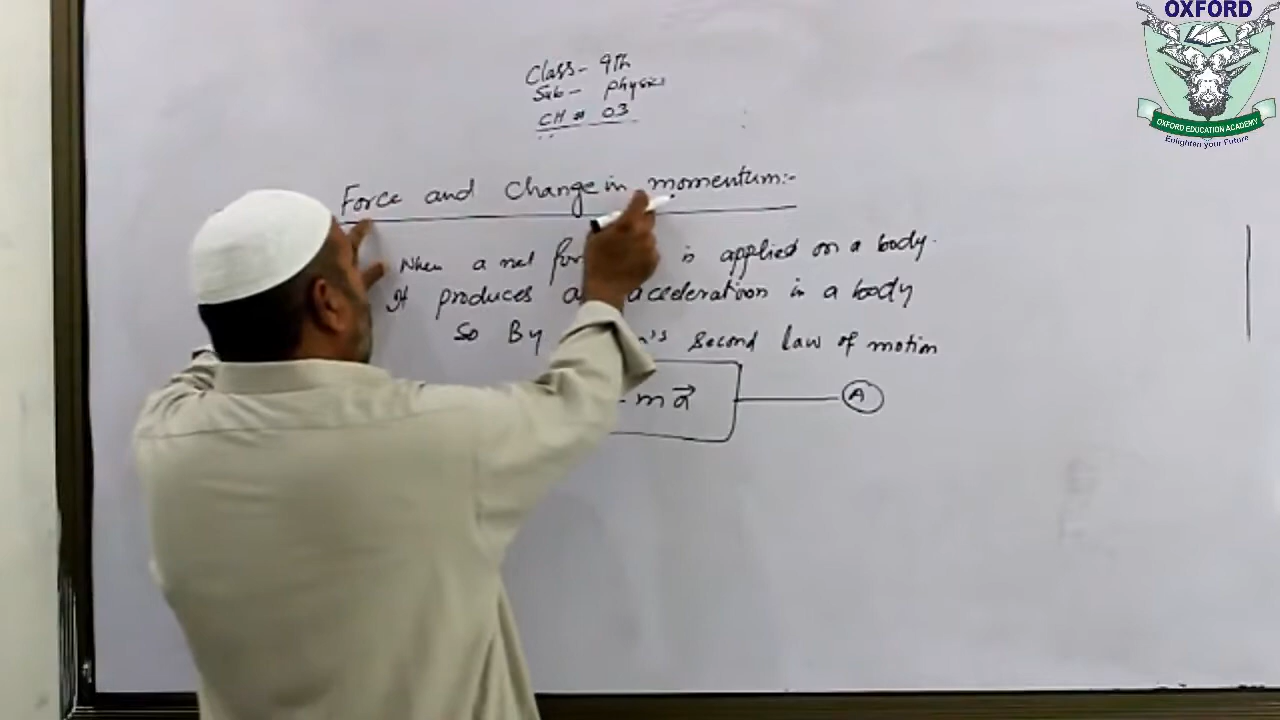 OXFORD
OXFORD EDUCATION ACADEMY
Enlighten your Future
Class- 9th
Sub- Physics
CH # 03
Force and Change in momentum:-
When a net is applied on a body.
It produces acceleration in a body
So By second Law of motion
m a⃗ A